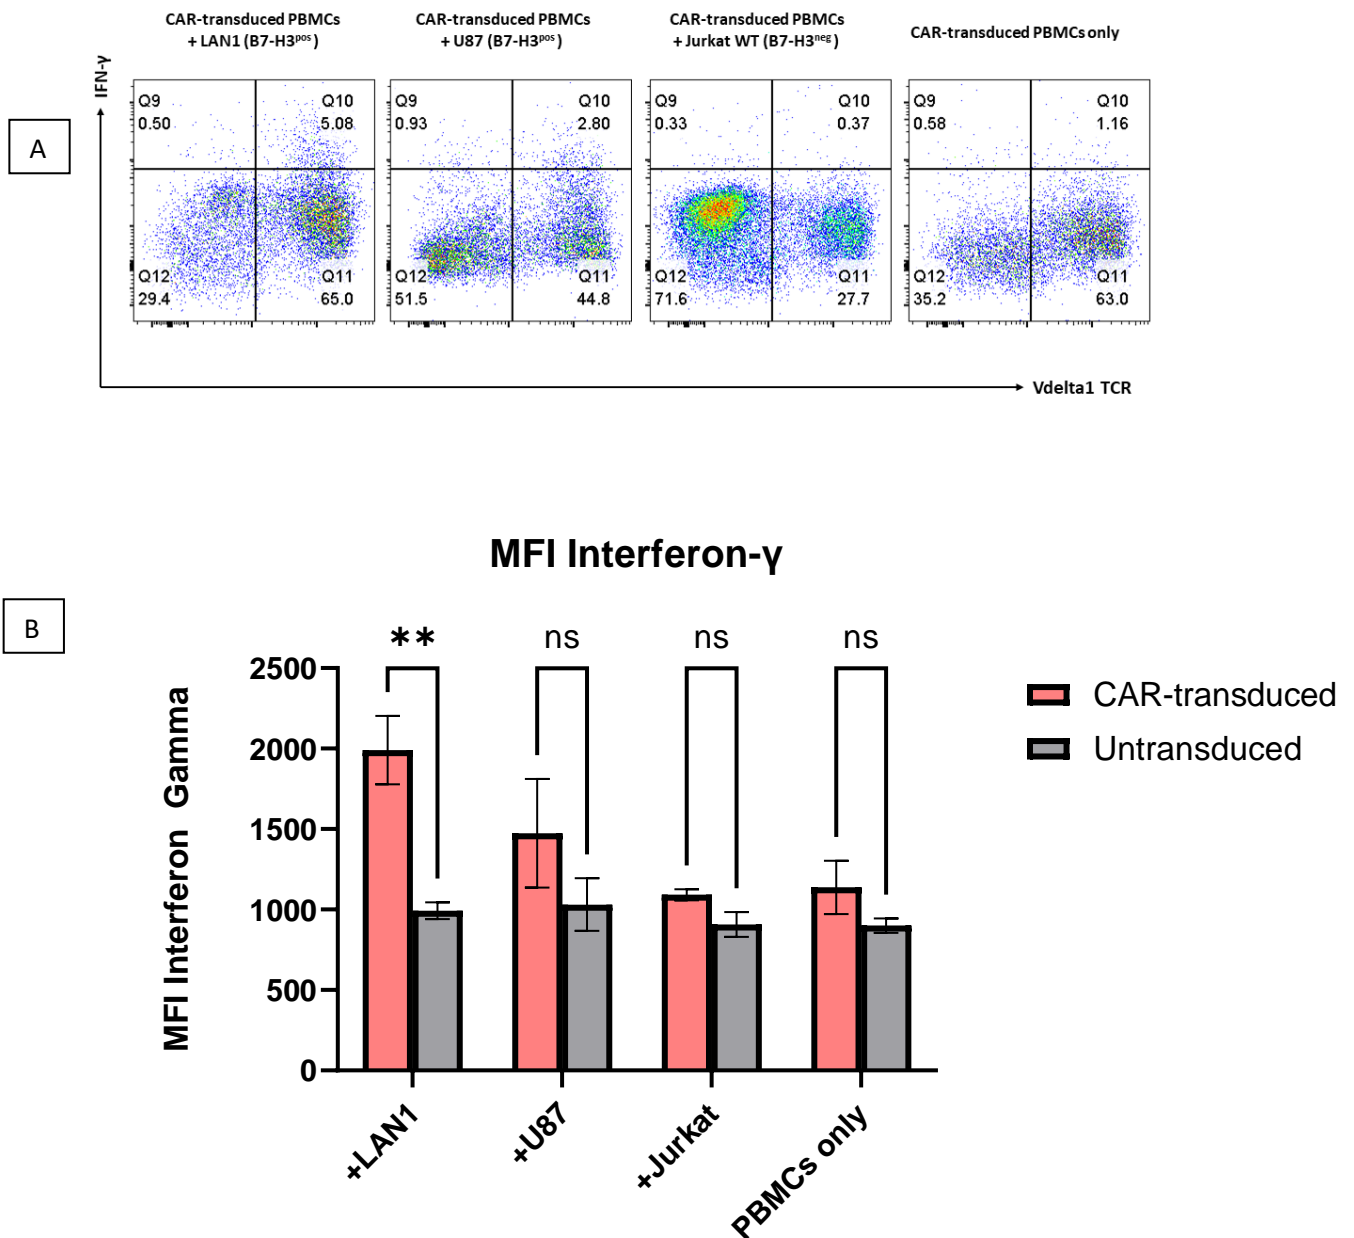 CAR-transduced PBMCs
+ LAN1 (B7-H3pos)
CAR-transduced PBMCs
+ U87 (B7-H3pos)
CAR-transduced PBMCs
+ Jurkat WT (B7-H3neg)
CAR-transduced PBMCs only
IFN-γ
A
Q9
0.50
Q10
5.08
Q12
29.4
Q11
65.0
Q9
0.93
Q10
2.80
Q12
51.5
Q11
44.8
Q9
0.33
Q10
0.37
Q12
71.6
Q11
27.7
Q9
0.58
Q10
1.16
Q12
35.2
Q11
63.0
Vdelta1 TCR
MFI Interferon-γ
B
** ns ns ns
MFI Interferon Gamma
2500
2000
1500
1000
500
0
+LAN1
+U87
+Jurkat
PBMCs only
CAR-transduced
Untransduced